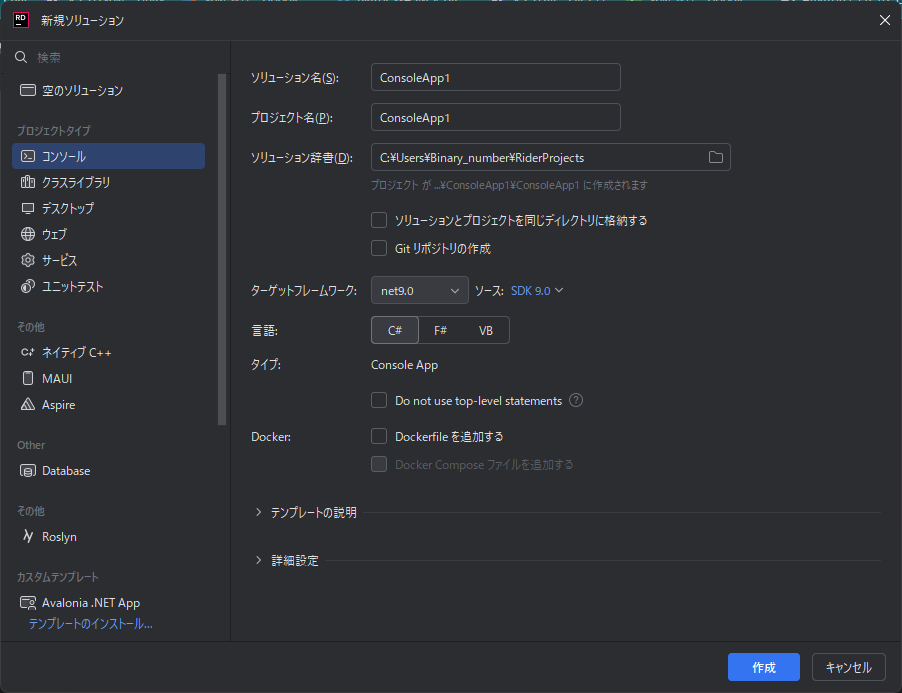 RD
新規ソリューション
検索
空のソリューション
プロジェクトタイプ
コンソール
クラスライブラリ
デスクトップ
ウェブ
サービス
ユニットテスト
その他
C+ ネイティブ C++
MAUI
Aspire
Other
Database
その他
Roslyn
カスタムテンプレート
Avalonia .NET App
テンプレートのインストール...
ソリューション名(S): ConsoleApp1
プロジェクト名(P): ConsoleApp1
ソリューション辞書(D): C:¥Users¥Binary_number¥RiderProjects
プロジェクト が ...¥ConsoleApp1¥ConsoleApp1 に作成されます
ソリューションとプロジェクトを同じディレクトリに格納する
Git リポジトリの作成
ターゲットフレームワーク: net9.0 ソース: SDK 9.0
言語: C# F# VB
タイプ: Console App
Do not use top-level statements ?
Docker: Dockerfile を追加する
Docker Compose ファイルを追加する
テンプレートの説明
詳細設定
作成 キャンセル